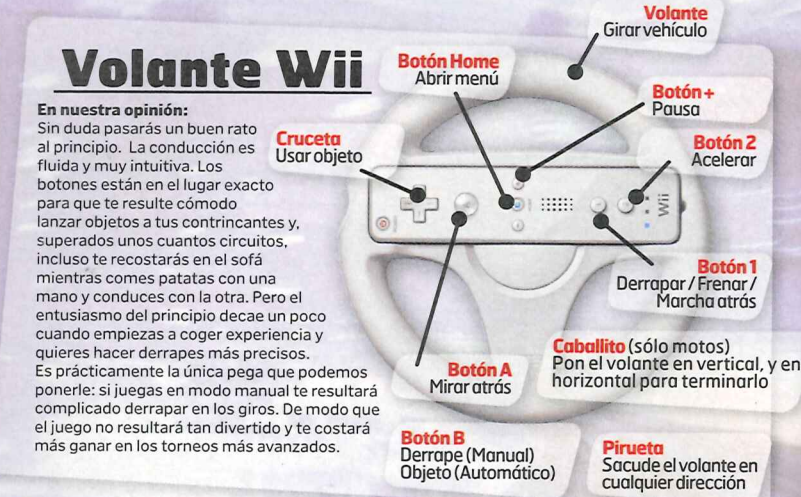 Volante Wii
En nuestra opinión:
Sin duda pasarás un buen rato
al principio. La conducción es
fluida y muy intuitiva. Los
botones están en el lugar exacto
para que te resulte cómodo
lanzar objetos a tus contrincantes y,
superados unos cuantos circuitos,
incluso te recostarás en el sofá
mientras comes patatas con una
mano y conduces con la otra. Pero el
entusiasmo del principio decae un poco
cuando empiezas a coger experiencia y
quieres hacer derrapes más precisos.
Es prácticamente la única pega que podemos
ponerle: si juegas en modo manual te resultará
complicado derrapar en los giros. De modo que
el juego no resultará tan divertido y te costará
más ganar en los torneos más avanzados.
Volante
Girar vehículo
Botón Home
Abrir menú
Botón +
Pausa
Cruceta
Usar objeto
Botón 2
Acelerar
Wii
Botón 1
Derrapar / Frenar /
Marcha atrás
Botón A
Mirar atrás
Caballito (sólo motos)
Pon el volante en vertical, y en
horizontal para terminarlo
Botón B
Derrape (Manual)
Objeto (Automático)
Pirueta
Sacude el volante en
cualquier dirección